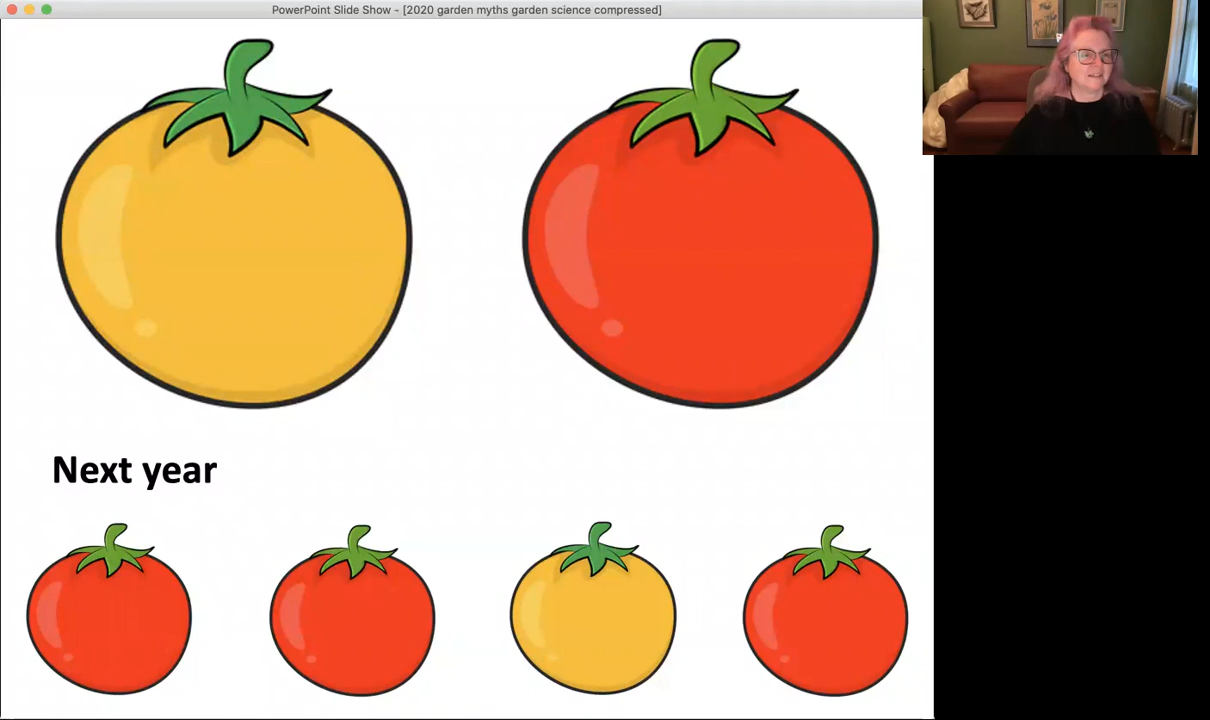 PowerPoint Slide Show - [2020 garden myths garden science compressed]
Next year